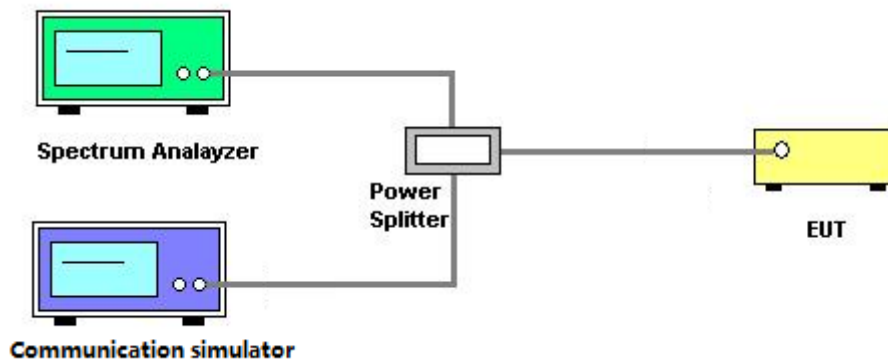 Spectrum Analayzer
Power
Splitter
EUT
Communication simulator